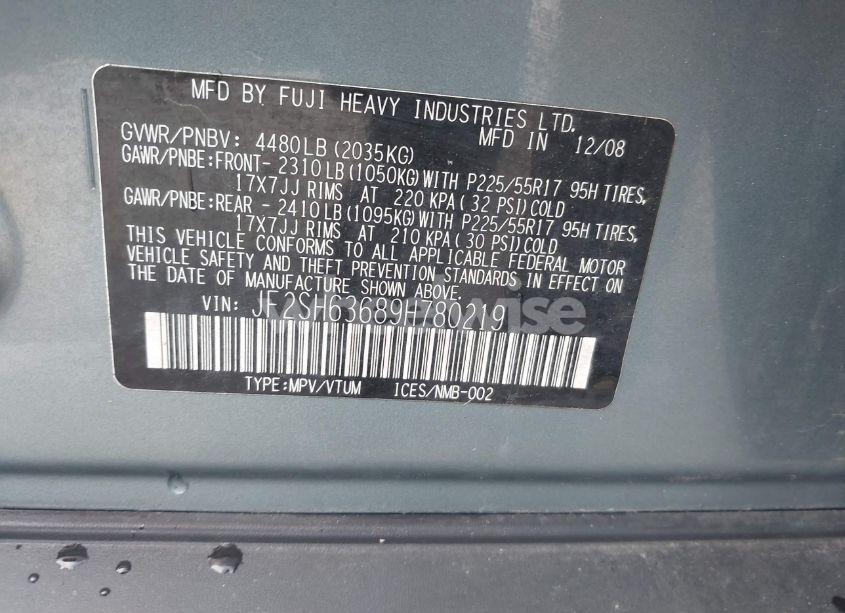 MFD BY FUJI HEAVY INDUSTRIES LTD.
MFD IN 12/08
GVWR/PNBV: 4480LB(2035KG)
GAWR/PNBE:FRONT- 2310LB(1050KG)WITH P225/55R17 95H TIRES,
17X7JJ RIMS AT 220 KPA( 32 PSI)COLD
GAWR/PNBE:REAR - 2410LB(1095KG)WITH P225/55R17 95H TIRES,
17X7JJ RIMS AT 210 KPA( 30 PSI)COLD
THIS VEHICLE CONFORMS TO ALL APPLICABLE FEDERAL MOTOR
VEHICLE SAFETY AND THEFT PREVENTION STANDARDS IN EFFECT ON
THE DATE OF MANUFACTURE SHOWN ABOVE.
VIN: JF2SH63689H780219
TYPE:MPV/VTUM ICES/NMB-002